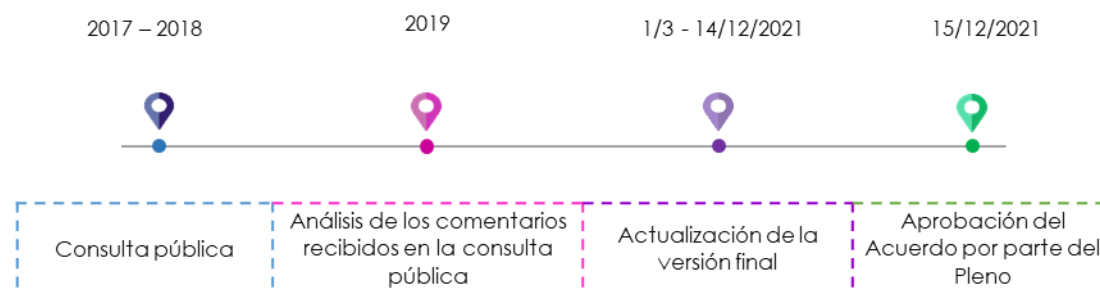 2017 – 2018
2019
1/3 - 14/12/2021
15/12/2021
Consulta pública
Análisis de los comentarios
recibidos en la consulta
pública
Actualización de la
versión final
Aprobación del
Acuerdo por parte del
Pleno